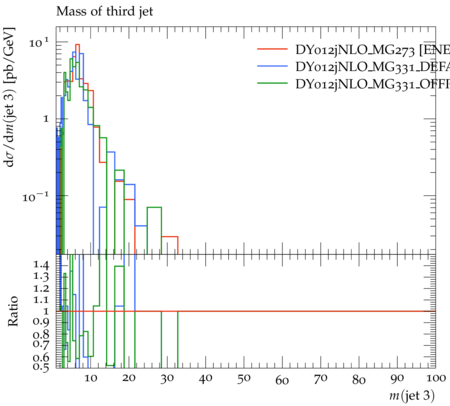 Mass of third jet
dσ/dm(jet 3) [pb/GeV]
10¹
1
10⁻¹
DY012jNLO_MG273 [ENE
DY012jNLO_MG331_DEFA
DY012jNLO_MG331_OFFI
Ratio
1.4
1.3
1.2
1.1
1
0.9
0.8
0.7
0.6
0.5
10 20 30 40 50 60 70 80 90 100
m(jet 3)